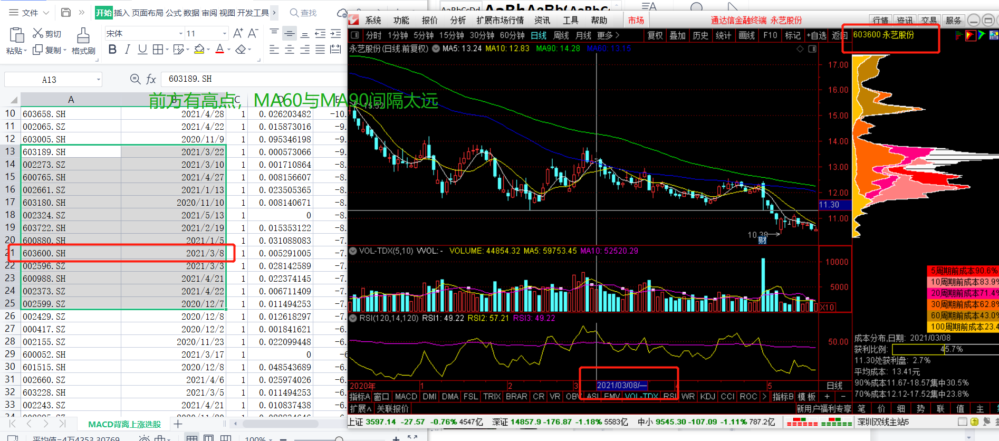 文件
开始 插入 页面布局 公式 数据 审阅 视图 开发工具 查找
剪切
宋体 11
粘贴 复制 格式刷
B I U
A13 fx 603189.SH
A B C D E
前方有高点，MA60与MA90间隔太远
10 603658.SH 2021/4/28 1 0.026203482 -10.
11 002065.SZ 2021/4/22 1 0.015873016 -9.
12 603005.SH 2020/11/9 1 0.095346198 -9.
13 603189.SH 2021/3/22 1 0.000573066 -9.
14 002273.SZ 2021/3/10 1 0.001710864 -8.
15 600765.SH 2021/4/27 1 0.008156607 -8.
16 002661.SZ 2021/1/13 1 0.023505365 -8.
17 603180.SH 2020/11/10 1 0.008140671 -8.
18 002324.SZ 2021/5/13 1 0 -8.
19 603722.SH 2021/2/19 1 0.015353122 -8.
20 600880.SH 2021/1/5 1 0.031088083 -7.
21 603600.SH 2021/3/8 1 0.005291005 -7.
22 002596.SZ 2021/3/3 1 0.028142589 -7.
23 600988.SH 2021/4/21 1 0.022374145 -7.
24 002373.SZ 2021/4/22 1 0.006711409 -7.
25 002599.SZ 2020/12/7 1 0.011494253 -7.
26 002429.SZ 2020/12/8 1 0.012618297 -7.
27 000417.SZ 2020/12/2 1 0.001841621 -6.
28 002155.SZ 2020/11/23 1 0.022099448 -6.
29 600052.SH 2021/3/17 1 0 -6
30 601515.SH 2020/12/8 1 0.048543689 -6.
31 002660.SZ 2021/4/6 1 0.025974026 -6.
32 603228.SH 2021/3/5 1 0.011494253 -6.
33 002243.SZ 2021/4/21 1 0.010837438 -6.
MACD背离上涨选股
平均值=4万4253.30769 100%
系统 功能 报价 分析 扩展市场行情 资讯 工具 帮助 市场 通达信金融终端 永艺股份 行情 资讯 交易 服务
分时 1分钟 5分钟 15分钟 30分钟 60分钟 日线 周线 月线 更多 复权 叠加 历史 统计 画线 F10 标记 +自选 返回 603600 永艺股份
永艺股份(日线.前复权) MA5: 13.24 MA10: 12.83 MA90: 14.28 MA60: 13.15
17.00
16.00
15.52
15.00
14.00
13.00
12.00
11.30
11.00
10.38
财
VOL-TDX(5,10) VVOL: - VOLUME: 44854.32 MA5: 59753.45 MA10: 52520.29
10000
5000
X10
RSI(120,14,120) RSI1: 49.22 RSI2: 57.21 RSI3: 49.22
50.00
2020年 1 2 3 2021/03/08/一 5 日线
指标A 窗口 MACD DMI DMA FSL TRIX BRAR CR VR OBV ASI EMV VOL-TDX RSI WR KDJ CCI ROC 指标B 模板 + -
扩展∧ 关联报价 新用户福利专享 笔 价 细 势 联 值 主
5周期前成本90.6%
10周期前成本83.9%
20周期前成本71.4%
30周期前成本62.8%
60周期前成本43.0%
100周期前成本23.4
成本分布,日期: 2021/03/08
获利比例: 45.7%
11.30处获利盘: 2.7%
平均成本: 13.41元
90%成本11.67-18.57集中30.5%
70%成本12.12-17.52集中23.8%
上证 3597.14 -27.57 -0.76% 4547亿 深证 14857.9 -176.87 -1.18% 5583亿 中小 9545.30 -107.09 -1.11% 787.2亿 深圳双线主站5